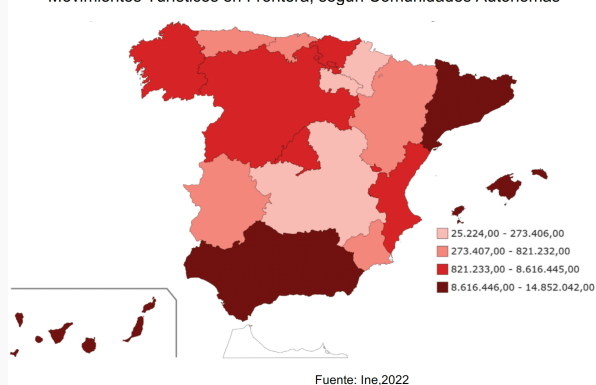 Movimientos Turísticos en Frontera, según Comunidades Autónomas
25.224,00 - 273.406,00
273.407,00 - 821.232,00
821.233,00 - 8.616.445,00
8.616.446,00 - 14.852.042,00
Fuente: Ine,2022